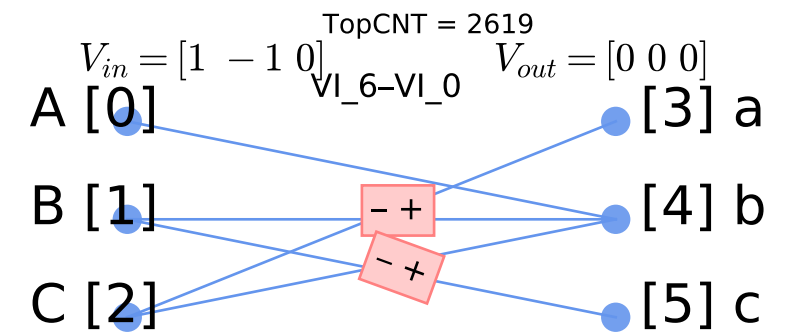 TopCNT = 2619
V_in = [1 −1 0] V_out = [0 0 0]
VI_6–VI_0
A [0] [3] a
− +
B [1] [4] b
− +
C [2] [5] c